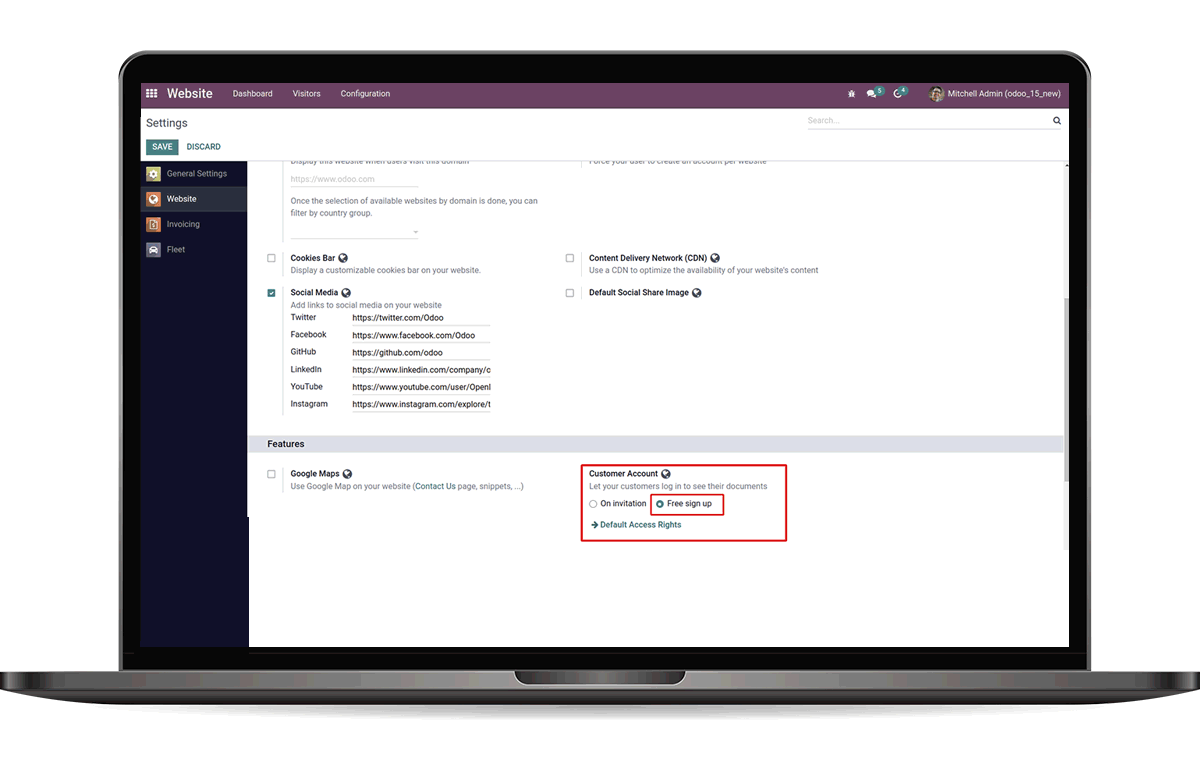 Website Dashboard Visitors Configuration 5 4 Mitchell Admin (odoo_15_new)
Settings
Search...
SAVE DISCARD
General Settings
Website
Invoicing
Fleet
Display this website when users visit this domain
https://www.odoo.com
Once the selection of available websites by domain is done, you can
filter by country group.
Force your user to create an account per website
Cookies Bar
Display a customizable cookies bar on your website.
Content Delivery Network (CDN)
Use a CDN to optimize the availability of your website's content
Social Media
Add links to social media on your website
Twitter https://twitter.com/Odoo
Facebook https://www.facebook.com/Odoo
GitHub https://github.com/odoo
LinkedIn https://www.linkedin.com/company/c
YouTube https://www.youtube.com/user/Openl
Instagram https://www.instagram.com/explore/t
Default Social Share Image
Features
Google Maps
Use Google Map on your website (Contact Us page, snippets, ...)
Customer Account
Let your customers log in to see their documents
On invitation Free sign up
Default Access Rights